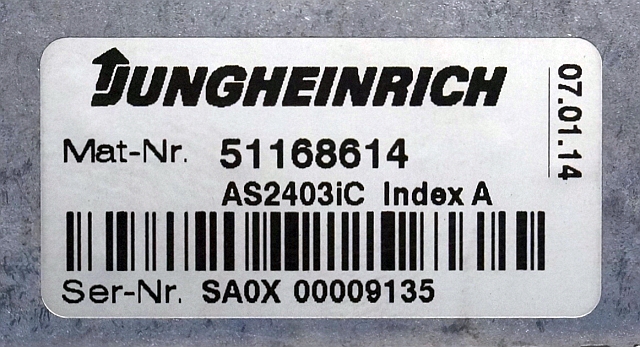 JUNGHEINRICH
07.01.14
Mat-Nr. 51168614
AS2403iC Index A
Ser-Nr. SA0X 00009135